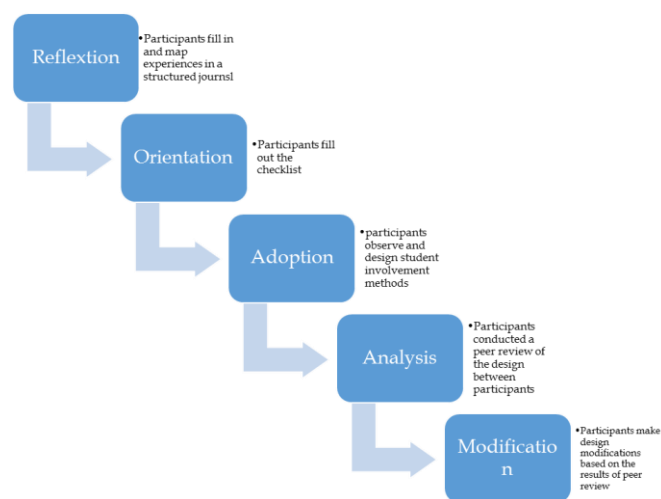 Reflextion
•Participants fill in
and map
experiences in a
structured journsl
Orientation
•Participants fill
out the
checklist
Adoption
•participants
observe and
design student
involvement
methods
Analysis
•Participants
conducted a
peer review of
the design
between
participants
Modificatio
n
•Participants make
design
modifications
based on the
results of peer
review